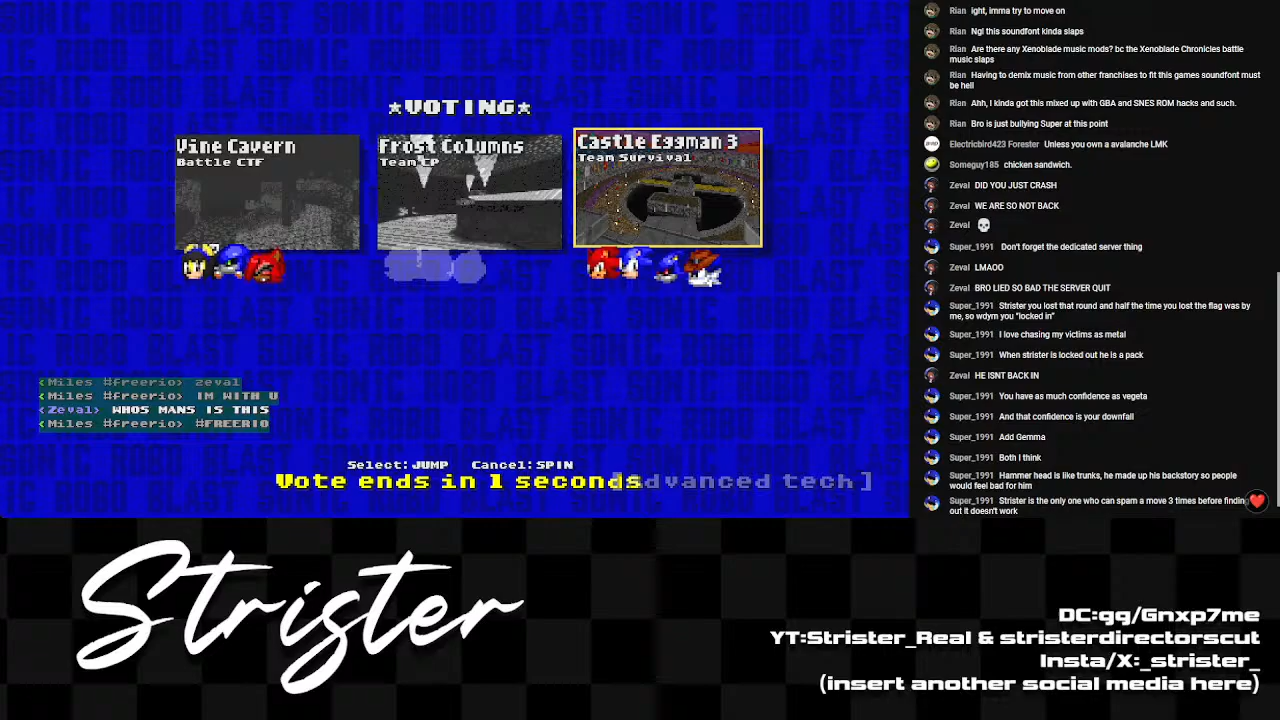 *VOTING*
Vine Cavern
Battle CTF
Frost Columns
Team CP
Castle Eggman 3
Team Survival
<Miles #freerio> zeval
<Miles #freerio> IM WITH U
<Zeval> WHOS MANS IS THIS
<Miles #freerio> #FREERIO
Select:JUMP Cancel:SPIN
Vote ends in 1 seconds
dvanced tech]
Rian ight, imma try to move on
Rian Ngl this soundfont kinda slaps
Rian Are there any Xenoblade music mods? bc the Xenoblade Chronicles battle
music slaps
Rian Having to demix music from other franchises to fit this games soundfont must
be hell
Rian Ahh, I kinda got this mixed up with GBA and SNES ROM hacks and such.
Rian Bro is just bullying Super at this point
Electricbird423 Forester Unless you own a avalanche LMK
Someguy185 chicken sandwich.
Zeval DID YOU JUST CRASH
Zeval WE ARE SO NOT BACK
Zeval 💀
Super_1991 Don't forget the dedicated server thing
Zeval LMAOO
Zeval BRO LIED SO BAD THE SERVER QUIT
Super_1991 Strister you lost that round and half the time you lost the flag was by
me, so wdym you "locked in"
Super_1991 I love chasing my victims as metal
Super_1991 When strister is locked out he is a pack
Zeval HE ISNT BACK IN
Super_1991 You have as much confidence as vegeta
Super_1991 And that confidence is your downfall
Super_1991 Add Gemma
Super_1991 Both I think
Super_1991 Hammer head is like trunks, he made up his backstory so people
would feel bad for him
Super_1991 Strister is the only one who can spam a move 3 times before finding
out it doesn't work
Strister
DC:gg/Gnxp7me
YT:Strister_Real & stristerdirectorscut
Insta/X:_strister_
(insert another social media here)